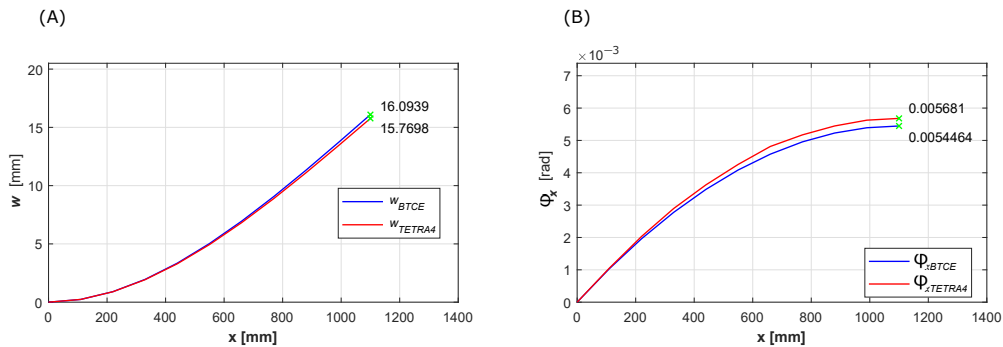 (A)
20
15
10
5
0
w [mm]
16.0939
15.7698
w_BTCE
w_TETRA4
0 200 400 600 800 1000 1200 1400
x [mm]
(B)
×10⁻³
7
6
5
4
3
2
1
0
φ_x [rad]
0.005681
0.0054464
φ_xBTCE
φ_xTETRA4
0 200 400 600 800 1000 1200 1400
x [mm]